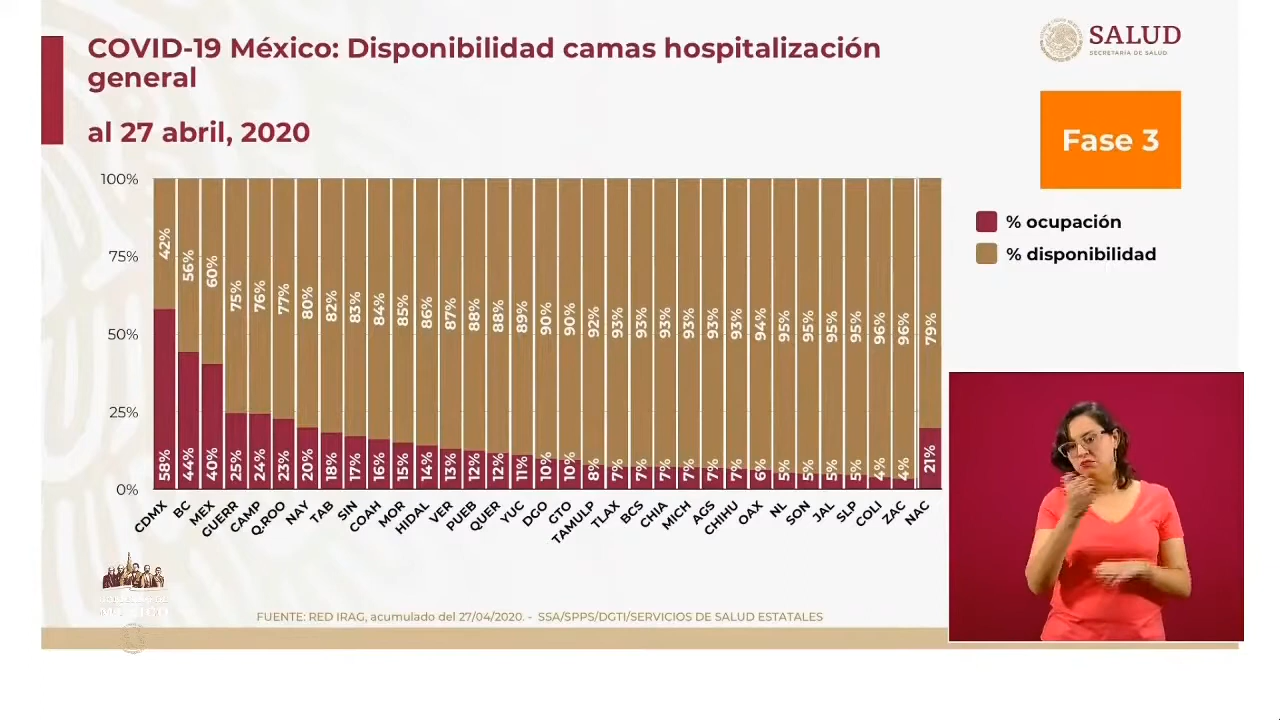 COVID-19 México: Disponibilidad camas hospitalización
general
al 27 abril, 2020
SALUD
SECRETARÍA DE SALUD
Fase 3
% ocupación
% disponibilidad
100%
75%
50%
25%
0%
42% 56% 60% 75% 76% 77% 80% 82% 83% 84% 85% 86% 87% 88% 88% 89% 90% 90% 92% 93% 93% 93% 93% 93% 93% 94% 95% 95% 95% 95% 96% 96% 79%
58% 44% 40% 25% 24% 23% 20% 18% 17% 16% 15% 14% 13% 12% 12% 11% 10% 10% 8% 7% 7% 7% 7% 7% 7% 6% 5% 5% 5% 5% 4% 4% 21%
CDMX BC MEX GUERR CAMP Q.ROO NAY TAB SIN COAH MOR HIDAL VER PUEB QUER YUC DGO GTO TAMULP TLAX BCS CHIA MICH AGS CHIHU OAX NL SON JAL SLP COLI ZAC NAC
MÉXICO
FUENTE: RED IRAG, acumulado del 27/04/2020. - SSA/SPPS/DGTI/SERVICIOS DE SALUD ESTATALES